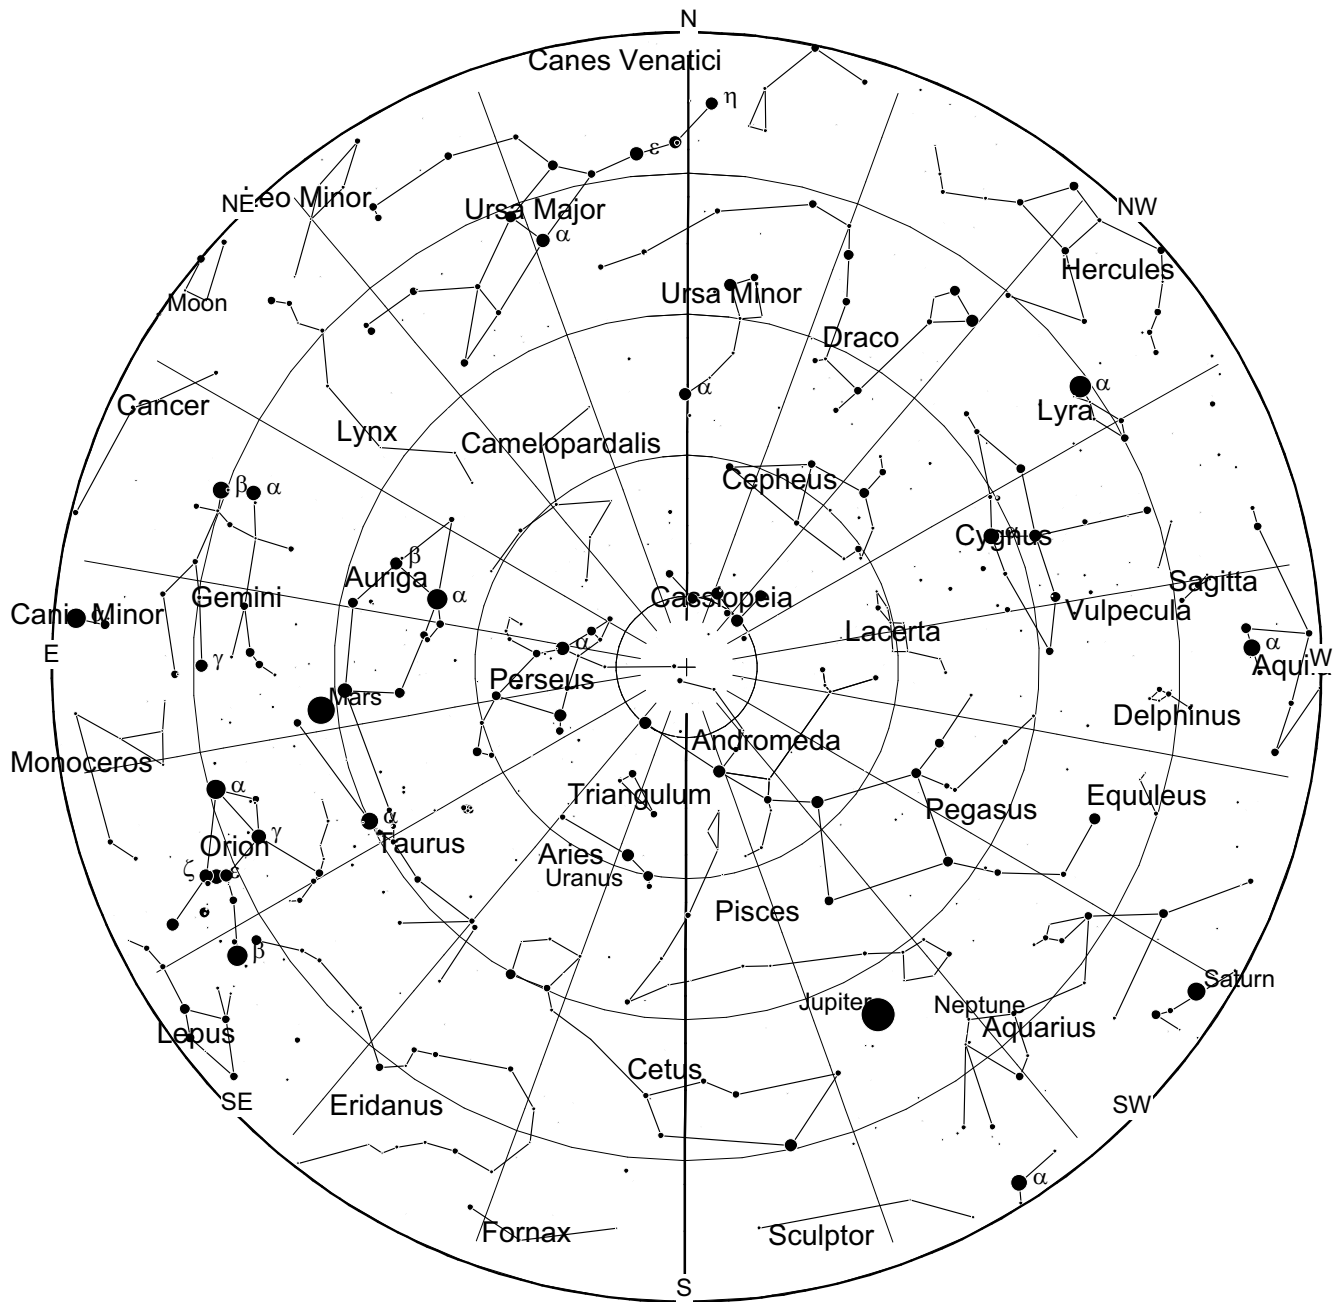 N
Canes Venatici
η
ε
NE
Leo Minor
Ursa Major
α
NW
Hercules
Moon
Ursa Minor
Draco
Cancer
α
α
Lyra
Lynx
Camelopardalis
Cepheus
β α
Cygnus
α
β
Auriga
α
Gemini
Cassiopeia
Sagitta
Vulpecula
Canis Minor
α
Lacerta
E
γ
α
Perseus
α
W
Mars
Delphinus
Andromeda
Monoceros
α
Triangulum
Pegasus
Equuleus
γ
α
Orion
Taurus
Aries
Uranus
ζ ε
Pisces
β
Saturn
Jupiter
Neptune
Aquarius
Lepus
Cetus
SE
Eridanus
SW
α
Fornax
Sculptor
S